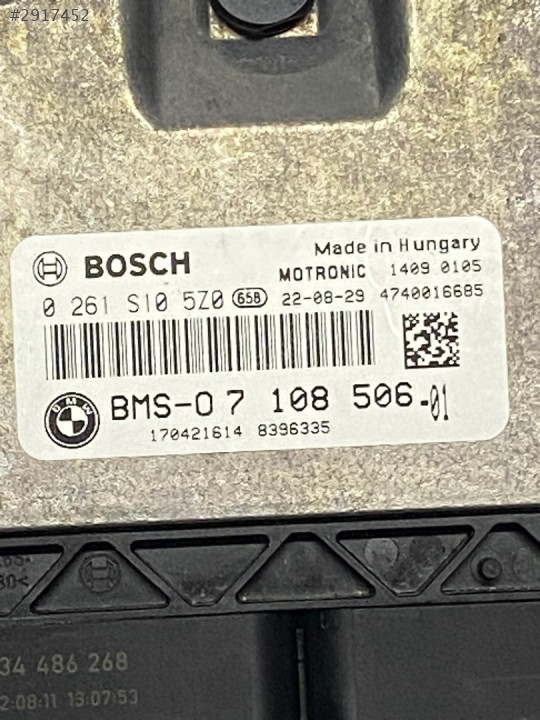 #2917452
BOSCH
Made in Hungary
MOTRONIC 1409 0105
0 261 S10 5Z0 658 22-08-29 4740016685
BMW
BMS-O 7 108 506-01
170421614 8396335
34 486 268
2:08:11 13:07:53